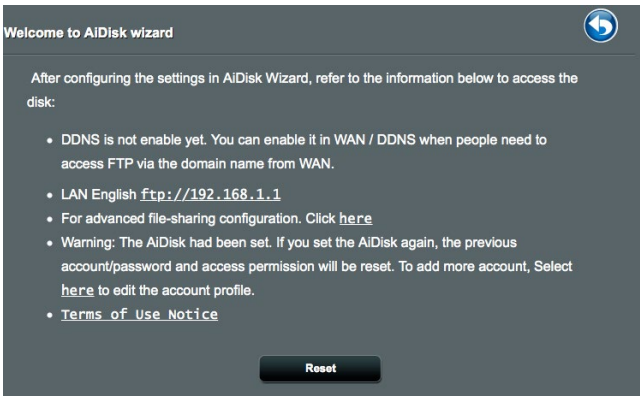 Welcome to AiDisk wizard
After configuring the settings in AiDisk Wizard, refer to the information below to access the
disk:
• DDNS is not enable yet. You can enable it in WAN / DDNS when people need to
access FTP via the domain name from WAN.
• LAN English ftp://192.168.1.1
• For advanced file-sharing configuration. Click here
• Warning: The AiDisk had been set. If you set the AiDisk again, the previous
account/password and access permission will be reset. To add more account, Select
here to edit the account profile.
• Terms of Use Notice
Reset